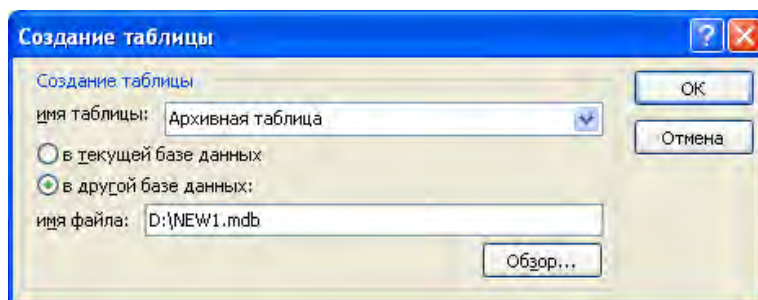 Создание таблицы
Создание таблицы
имя таблицы: Архивная таблица
в текущей базе данных
в другой базе данных:
имя файла: D:\NEW1.mdb
Обзор...
ОК
Отмена